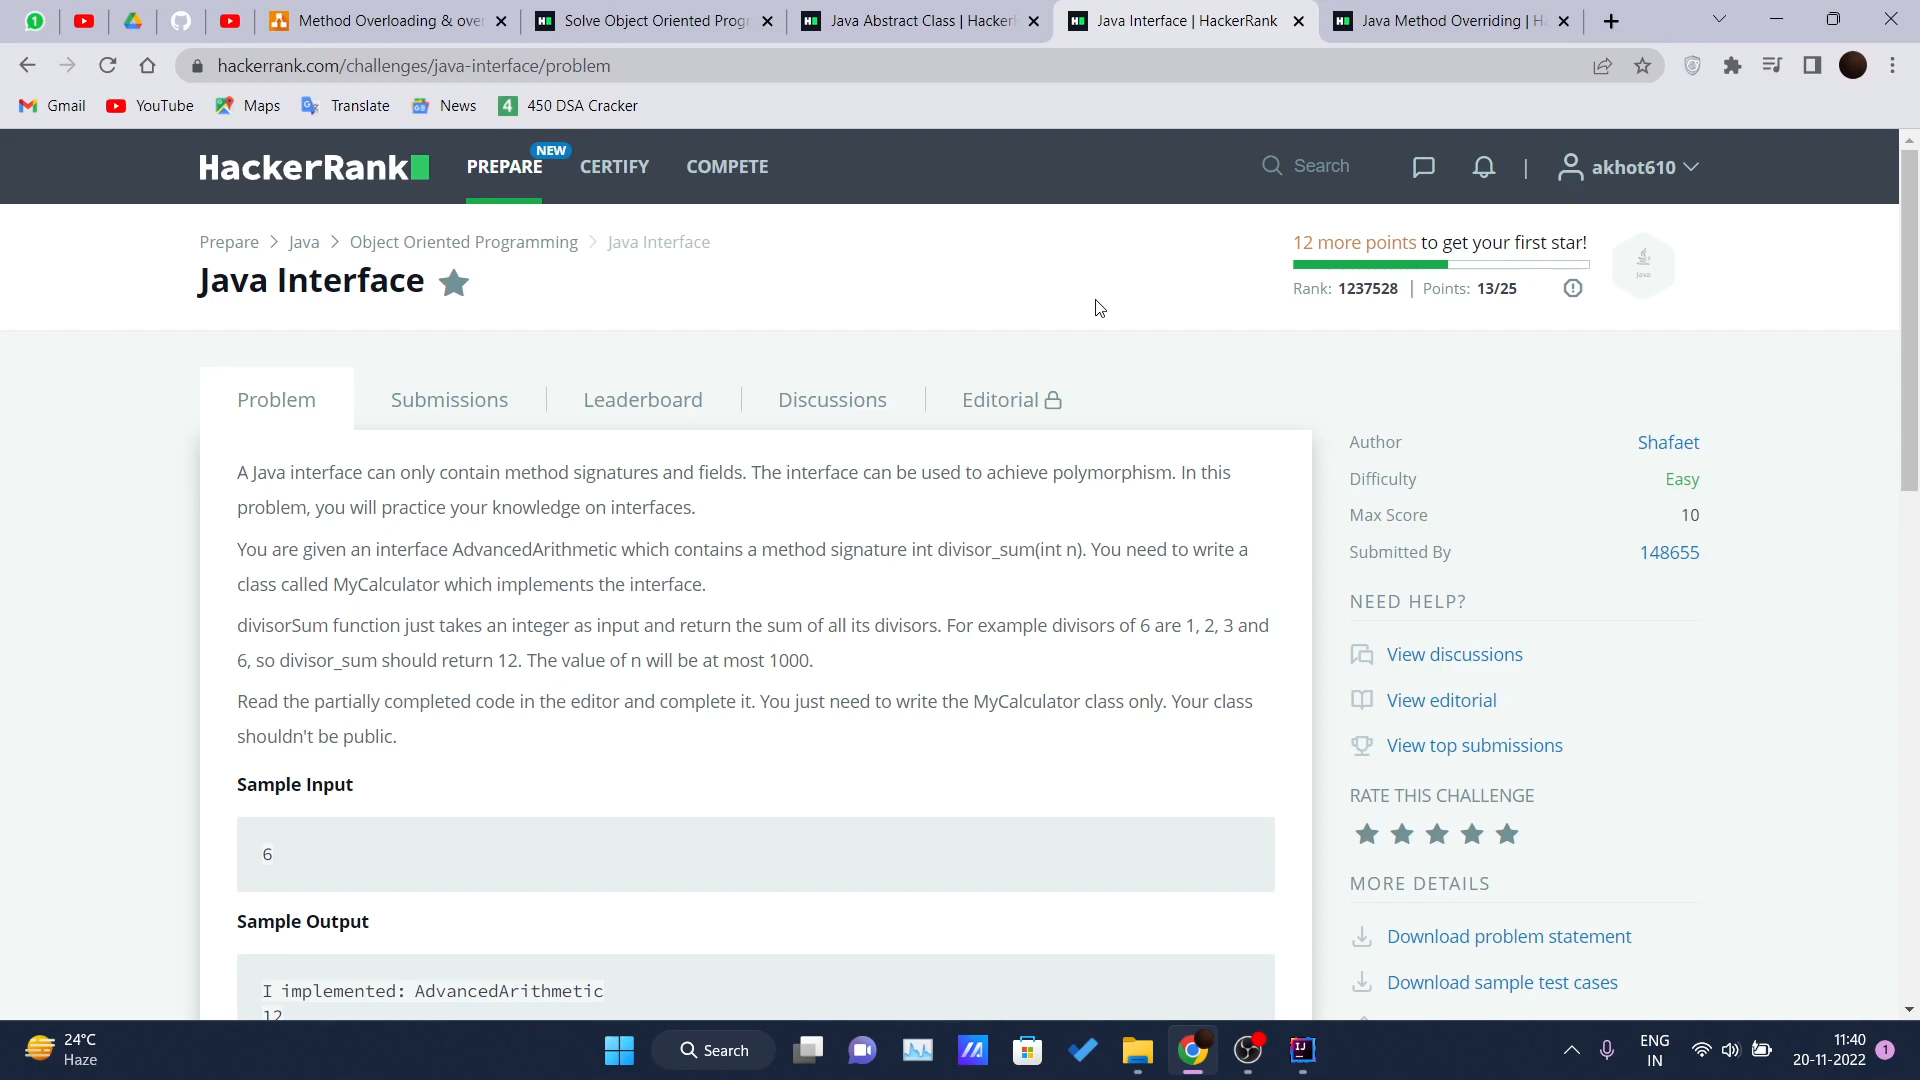 Method Overloading & ove
Solve Object Oriented Progr
Java Abstract Class | Hacker
Java Interface | HackerRank
Java Method Overriding | H
hackerrank.com/challenges/java-interface/problem
Gmail
YouTube
Maps
Translate
News
4 450 DSA Cracker
HackerRank
PREPARE
NEW
CERTIFY
COMPETE
Search
akhot610
Prepare > Java > Object Oriented Programming > Java Interface
Java Interface
12 more points to get your first star!
Rank: 1237528 | Points: 13/25
Java
Problem
Submissions
Leaderboard
Discussions
Editorial
A Java interface can only contain method signatures and fields. The interface can be used to achieve polymorphism. In this
problem, you will practice your knowledge on interfaces.
You are given an interface AdvancedArithmetic which contains a method signature int divisor_sum(int n). You need to write a
class called MyCalculator which implements the interface.
divisorSum function just takes an integer as input and return the sum of all its divisors. For example divisors of 6 are 1, 2, 3 and
6, so divisor_sum should return 12. The value of n will be at most 1000.
Read the partially completed code in the editor and complete it. You just need to write the MyCalculator class only. Your class
shouldn't be public.
Sample Input
6
Sample Output
I implemented: AdvancedArithmetic
12
Author Shafaet
Difficulty Easy
Max Score 10
Submitted By 148655
NEED HELP?
View discussions
View editorial
View top submissions
RATE THIS CHALLENGE
MORE DETAILS
Download problem statement
Download sample test cases
24°C
Haze
Search
ENG
IN
11:40
20-11-2022
1